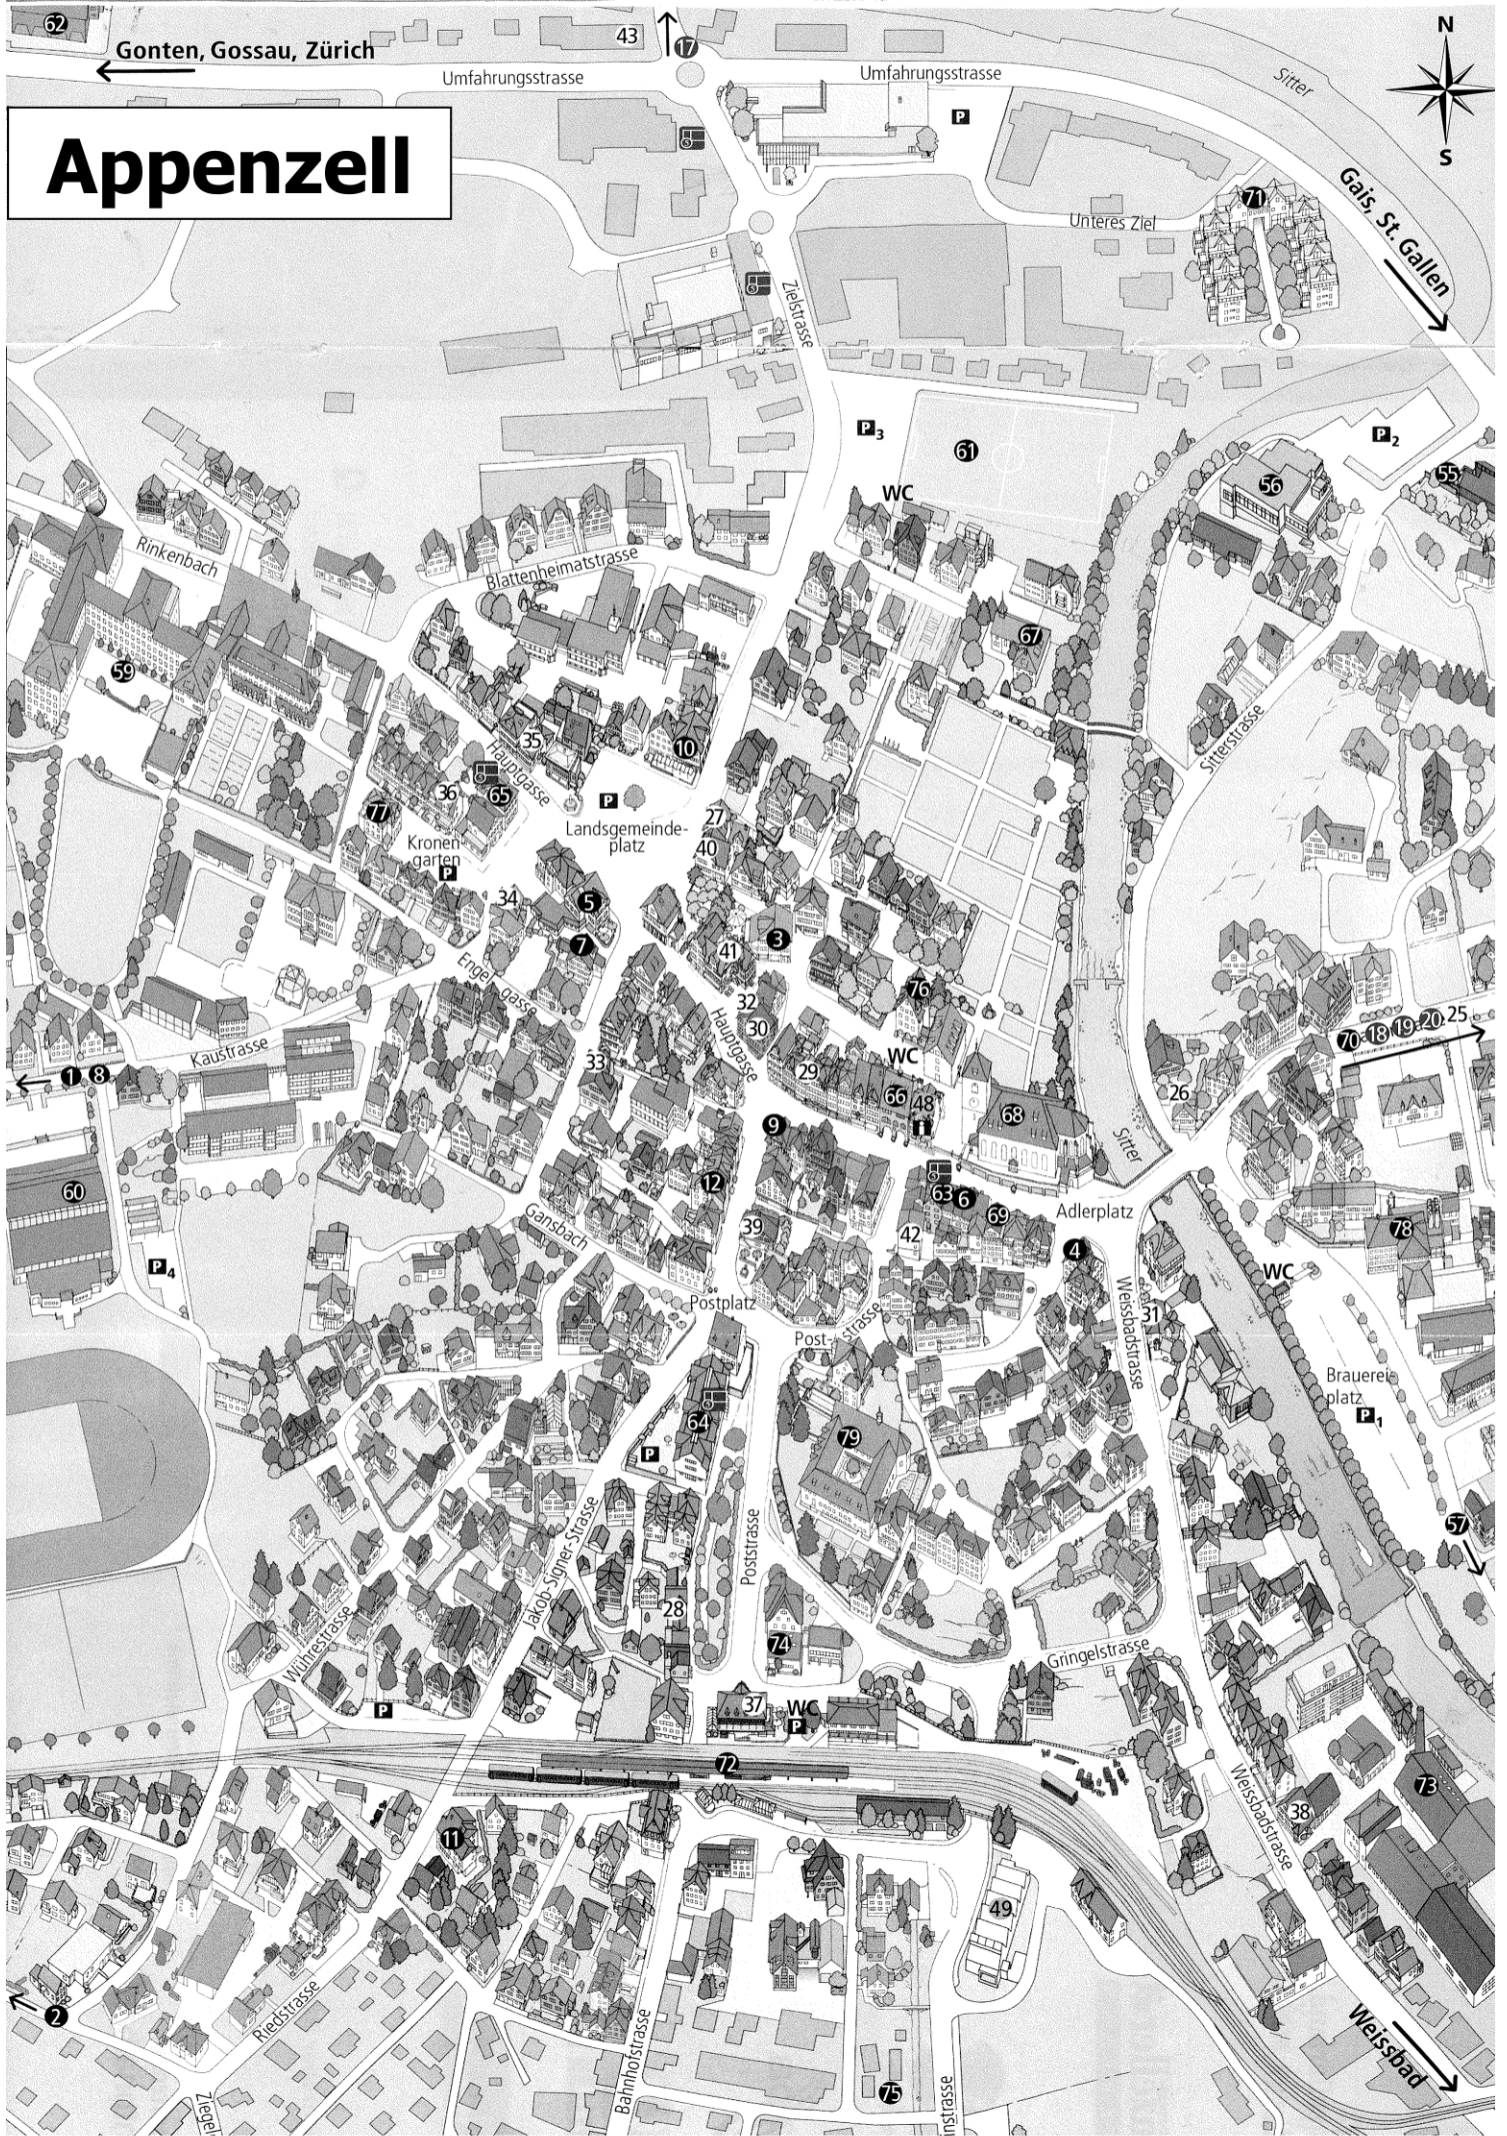 62
Gonten, Gossau, Zürich
43
17
Umfahrungsstrasse
Umfahrungsstrasse
Sitter
N
S
Appenzell
P
Gais, St. Gallen
71
Unteres Ziel
Zielstrasse
P3
61
P2
WC
56
55
Rinkenbach
Blattenheimatstrasse
67
59
Sitterstrasse
35
10
Hauptgasse
65
36
77
P
27
Landsgemeinde-
platz
40
Kronen
garten
P
34
5
7
3
41
Engelgasse
76
32
30
Hauptgasse
Kaustrasse
33
WC
29
66
48
i
68
70
18
19
20
25
26
1
8
9
Sitter
60
12
63
6
69
Adlerplatz
Gansbach
39
42
4
78
P4
WC
Postplatz
Weissbadstrasse
31
Post-
strasse
Brauerei-
platz
P1
64
79
P
57
Jakob-Signer-Strasse
Poststrasse
28
Wührestrasse
74
Gringelstrasse
P
37
WC
P
72
73
Weissbadstrasse
38
11
49
2
Riedstrasse
Bahnhofstrasse
Weissbad
75
Ziegel
nstrasse